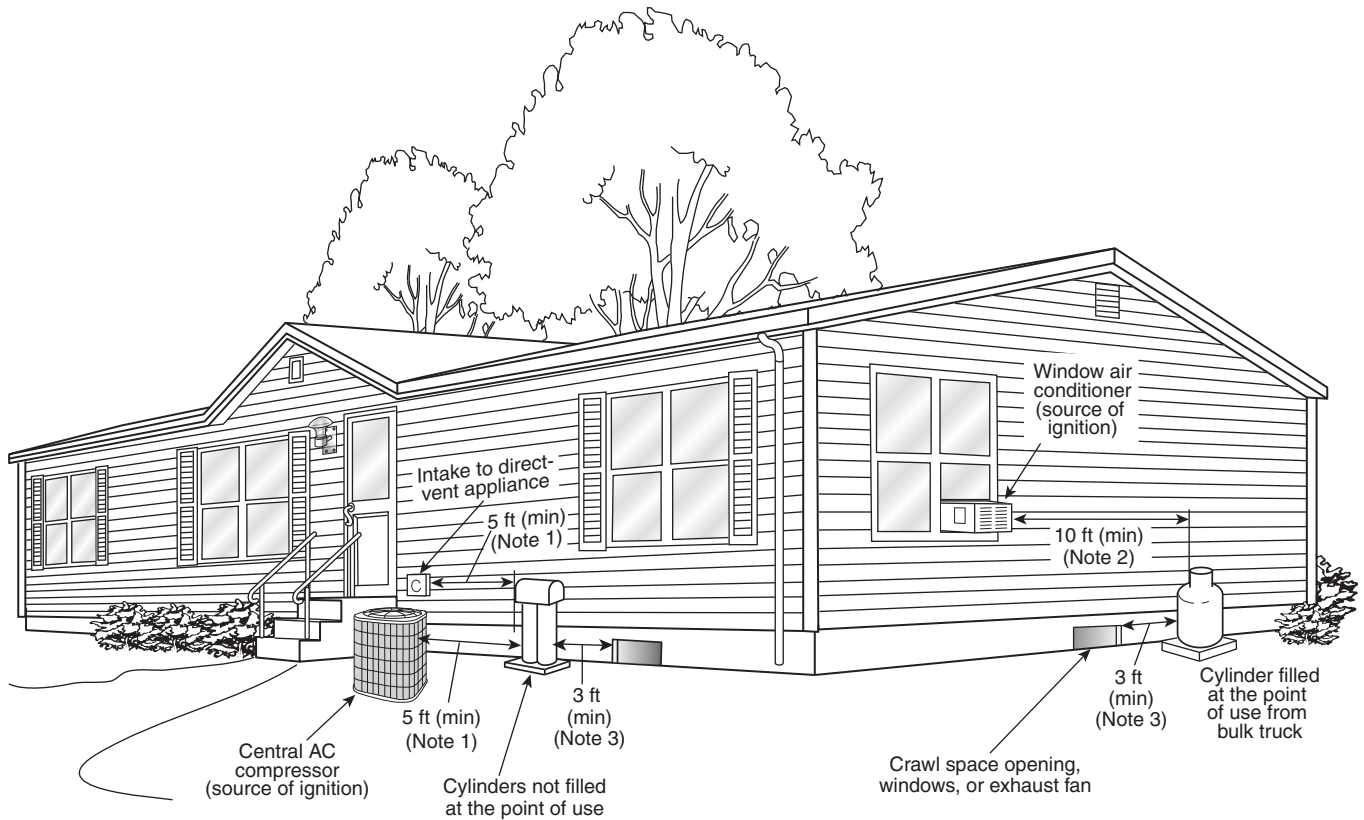 Window air
conditioner
(source of
ignition)
Intake to direct-
vent appliance
5 ft (min)
(Note 1)
10 ft (min)
(Note 2)
C
5 ft (min)
(Note 1)
3 ft
(min)
(Note 3)
3 ft
(min)
(Note 3)
Cylinder filled
at the point
of use from
bulk truck
Central AC
compressor
(source of ignition)
Cylinders not filled
at the point of use
Crawl space opening,
windows, or exhaust fan